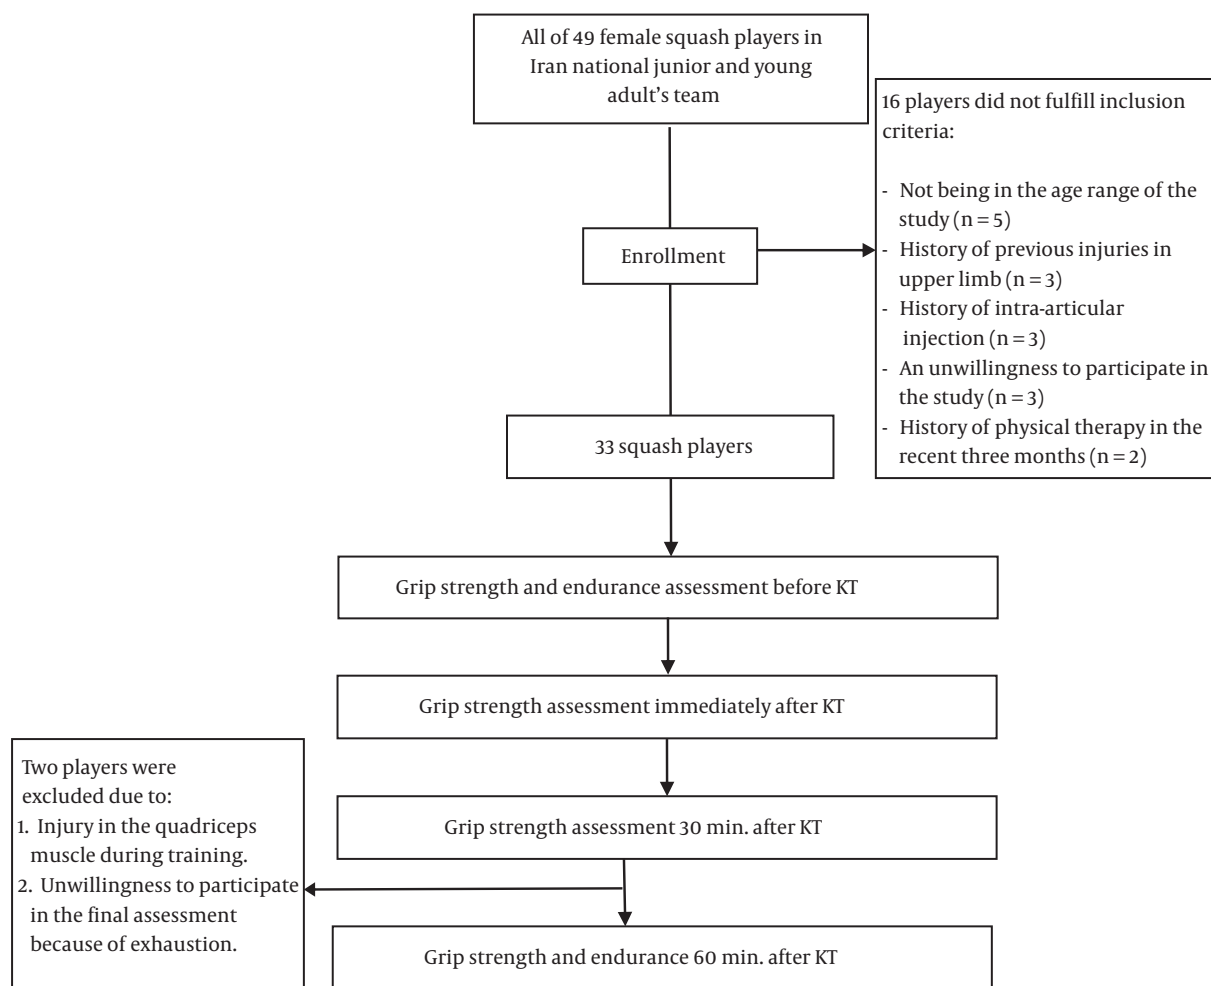 All of 49 female squash players in
Iran national junior and young
adult's team
16 players did not fulfill inclusion
criteria:
- Not being in the age range of the
study (n = 5)
- History of previous injuries in
upper limb (n = 3)
- History of intra-articular
injection (n = 3)
- An unwillingness to participate in
the study (n = 3)
- History of physical therapy in the
recent three months (n = 2)
Enrollment
33 squash players
Grip strength and endurance assessment before KT
Grip strength assessment immediately after KT
Grip strength assessment 30 min. after KT
Two players were
excluded due to:
1. Injury in the quadriceps
muscle during training.
2. Unwillingness to participate
in the final assessment
because of exhaustion.
Grip strength and endurance 60 min. after KT